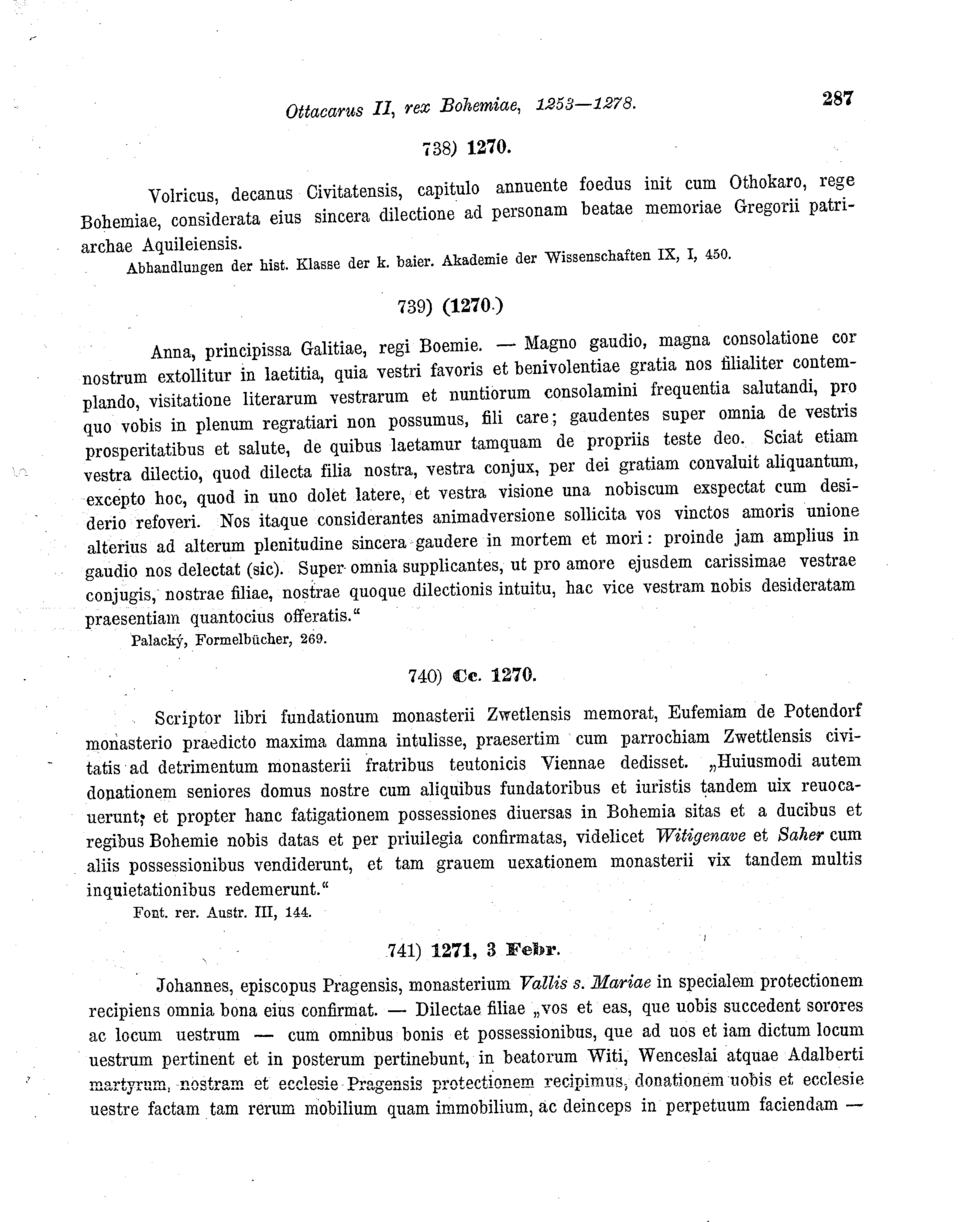 Ottacarus II, rex Bohemiae, 1253—1278.
287
738) 1270.
Volricus, decanus Civitatensis, capitulo annuente foedus init cum Othokaro, rege
Bohemiae, considerata eius sincera dilectione ad personam beatae memoriae Gregorii patri-
archae Aquileiensis.
Abhandlungen der hist. Klasse der k. baier. Akademie der Wissenschaften IX, I, 450.
739) (1270.)
Anna, principissa Galitiae, regi Boemie. — Magno gaudio, magna consolatione cor
nostrum extollitur in laetitia, quia vestri favoris et benivolentiae gratia nos filialiter contem-
plando, visitatione literarum vestrarum et nuntiorum consolamini frequentia salutandi, pro
quo vobis in plenum regratiari non possumus, fili care; gaudentes super omnia de vestris
prosperitatibus et salute, de quibus laetamur tamquam de propriis teste deo. Sciat etiam
vestra dilectio, quod dilecta filia nostra, vestra conjux, per dei gratiam convaluit aliquantum,
excepto hoc, quod in uno dolet latere, et vestra visione una nobiscum exspectat cum desi-
derio refoveri. Nos itaque considerantes animadversione sollicita vos vinctos amoris unione
alterius ad alterum plenitudine sincera gaudere in mortem et mori: proinde jam amplius in
gaudio nos delectat (sic). Super omnia supplicantes, ut pro amore ejusdem carissimae vestrae
conjugis, nostrae filiae, nostrae quoque dilectionis intuitu, hac vice vestram nobis desideratam
praesentiam quantocius offeratis.“
Palacký, Formelbücher, 269.
740) Cc. 1270.
Scriptor libri fundationum monasterii Zwetlensis memorat, Eufemiam de Potendorf
monasterio praedicto maxima damna intulisse, praesertim cum parrochiam Zwettlensis civi-
tatis ad detrimentum monasterii fratribus teutonicis Viennae dedisset. „Huiusmodi autem
donationem seniores domus nostre cum aliquibus fundatoribus et iuristis tandem uix reuoca-
uerunt; et propter hanc fatigationem possessiones diuersas in Bohemia sitas et a ducibus et
regibus Bohemie nobis datas et per priuilegia confirmatas, videlicet Witigenave et Saher cum
aliis possessionibus vendiderunt, et tam grauem uexationem monasterii vix tandem multis
inquietationibus redemerunt.“
Font. rer. Austr. III, 144.
741) 1271, 3 Febr.
Johannes, episcopus Pragensis, monasterium Vallis s. Mariae in specialem protectionem
recipiens omnia bona eius confirmat. — Dilectae filiae „vos et eas, que uobis succedent sorores
ac locum uestrum — cum omnibus bonis et possessionibus, que ad uos et iam dictum locum
uestrum pertinent et in posterum pertinebunt, in beatorum Witi, Wenceslai atquae Adalberti
martyrum, nostram et ecclesie Pragensis protectionem recipimus, donationem uobis et ecclesie
uestre factam tam rerum mobilium quam immobilium, ac deinceps in perpetuum faciendam —